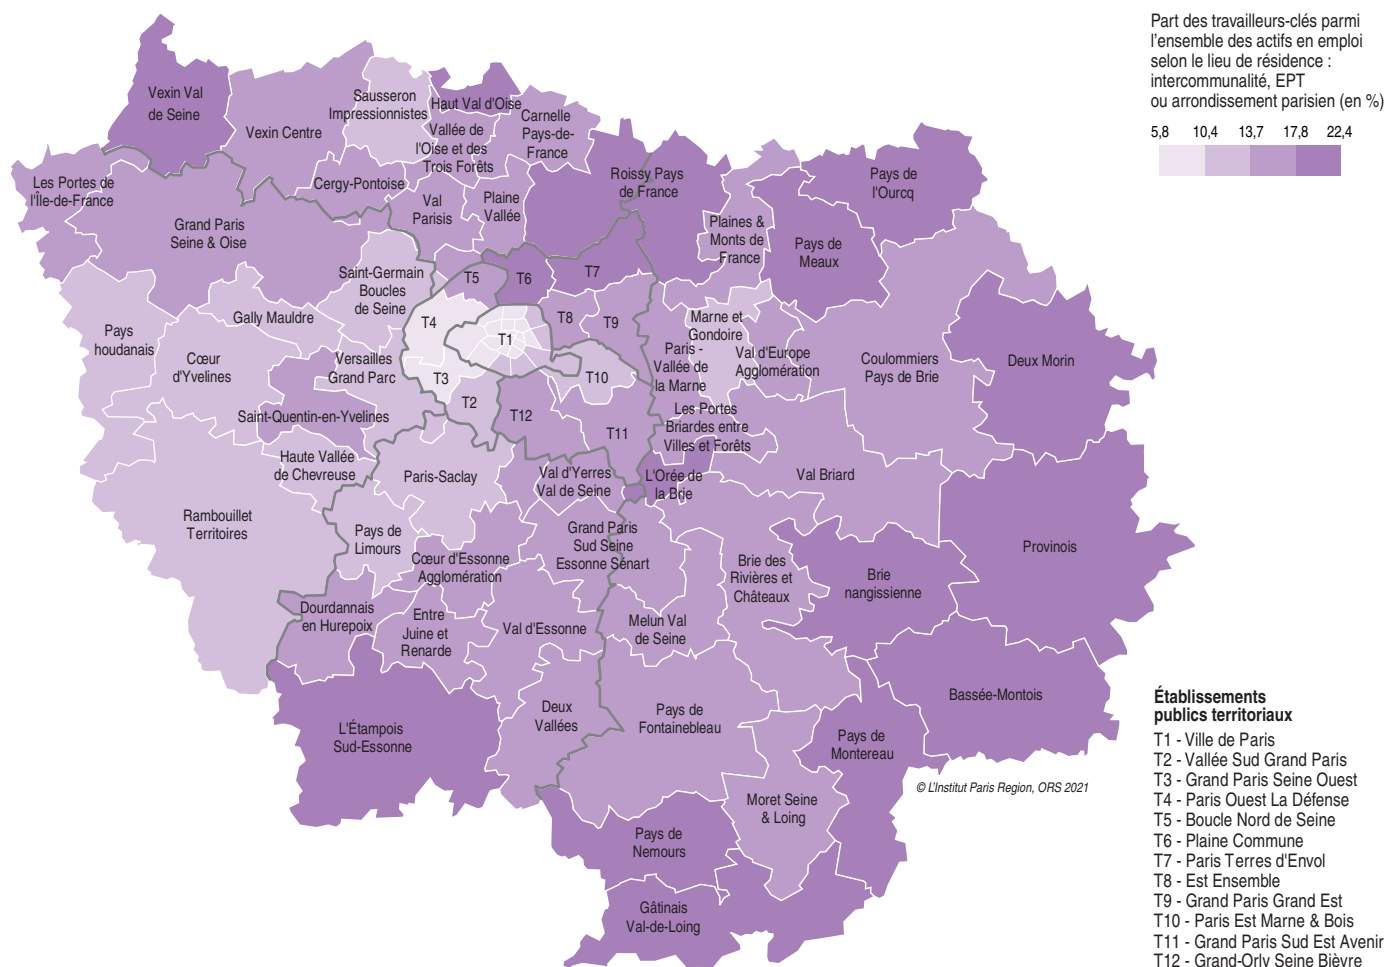 Part des travailleurs-clés parmi
l'ensemble des actifs en emploi
selon le lieu de résidence :
intercommunalité, EPT
ou arrondissement parisien (en %)
5,8 10,4 13,7 17,8 22,4
Vexin Val
de Seine
Vexin Centre
Sausseron
Impressionnistes
Haut Val d'Oise
Vallée de
l'Oise et des
Trois Forêts
Carnelle
Pays-de-
France
Les Portes de
l'Île-de-France
Cergy-Pontoise
Val
Parisis
Plaine
Vallée
Roissy Pays
de France
Pays de
l'Ourcq
Grand Paris
Seine & Oise
Plaines &
Monts de
France
Pays de
Meaux
Saint-Germain
Boucles
de Seine
T5
T6
T7
Pays
houdanais
Gally Mauldre
T4
T1
T8
T9
Marne et
Gondoire
Cœur
d'Yvelines
Versailles
Grand Parc
T3
T10
Paris -
Vallée de
la Marne
Val d'Europe
Agglomération
Coulommiers
Pays de Brie
Deux Morin
Saint-Quentin-en-Yvelines
T2
T12
T11
Les Portes
Briardes entre
Villes et Forêts
Haute Vallée
de Chevreuse
Paris-Saclay
Val d'Yerres
Val de Seine
L'Orée de
la Brie
Val Briard
Rambouillet
Territoires
Pays de
Limours
Cœur d'Essonne
Agglomération
Grand Paris
Sud Seine
Essonne Sénart
Brie des
Rivières et
Châteaux
Brie
nangissienne
Provinois
Dourdannais
en Hurepoix
Entre
Juine et
Renarde
Val d'Essonne
Melun Val
de Seine
L'Étampois
Sud-Essonne
Deux
Vallées
Pays de
Fontainebleau
Pays de
Montereau
Bassée-Montois
Moret Seine
& Loing
Pays de
Nemours
Gâtinais
Val-de-Loing
© L'Institut Paris Region, ORS 2021
Établissements
publics territoriaux
T1 - Ville de Paris
T2 - Vallée Sud Grand Paris
T3 - Grand Paris Seine Ouest
T4 - Paris Ouest La Défense
T5 - Boucle Nord de Seine
T6 - Plaine Commune
T7 - Paris Terres d'Envol
T8 - Est Ensemble
T9 - Grand Paris Grand Est
T10 - Paris Est Marne & Bois
T11 - Grand Paris Sud Est Avenir
T12 - Grand-Orly Seine Bièvre